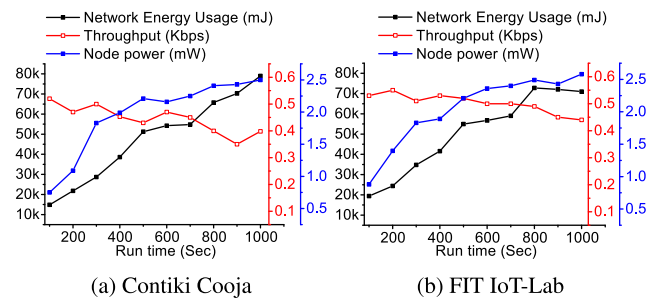 Network Energy Usage (mJ)
Throughput (Kbps)
Node power (mW)
80k
70k
60k
50k
40k
30k
20k
10k
0.6
0.5
0.4
0.3
0.2
0.1
2.5
2.0
1.5
1.0
0.5
200 400 600 800 1000
Run time (Sec)
(a) Contiki Cooja
Network Energy Usage (mJ)
Throughput (Kbps)
Node power (mW)
80k
70k
60k
50k
40k
30k
20k
10k
0.6
0.5
0.4
0.3
0.2
0.1
2.5
2.0
1.5
1.0
0.5
200 400 600 800 1000
Run time (Sec)
(b) FIT IoT-Lab